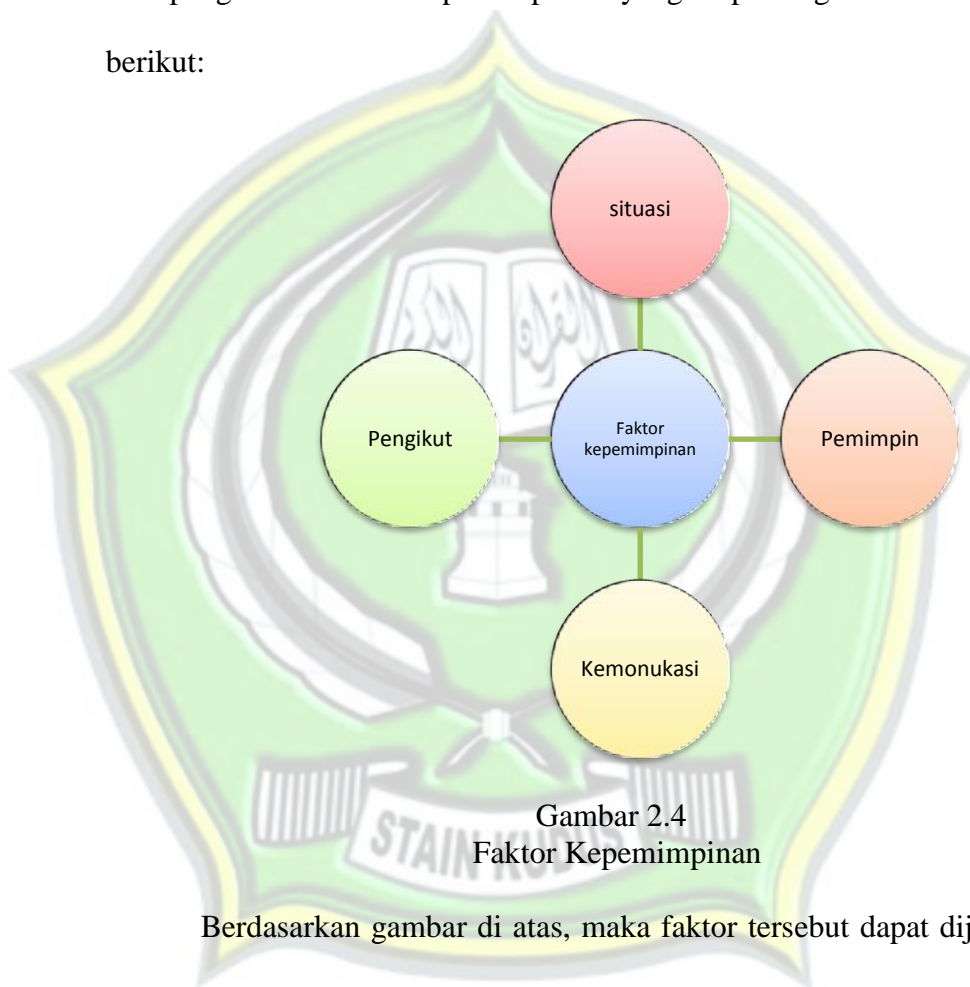 berikut:
situasi
Pengikut
Faktor
kepemimpinan
Pemimpin
Kemonukasi
Gambar 2.4
Faktor Kepemimpinan
STAIN KUDUS
Berdasarkan gambar di atas, maka faktor tersebut dapat